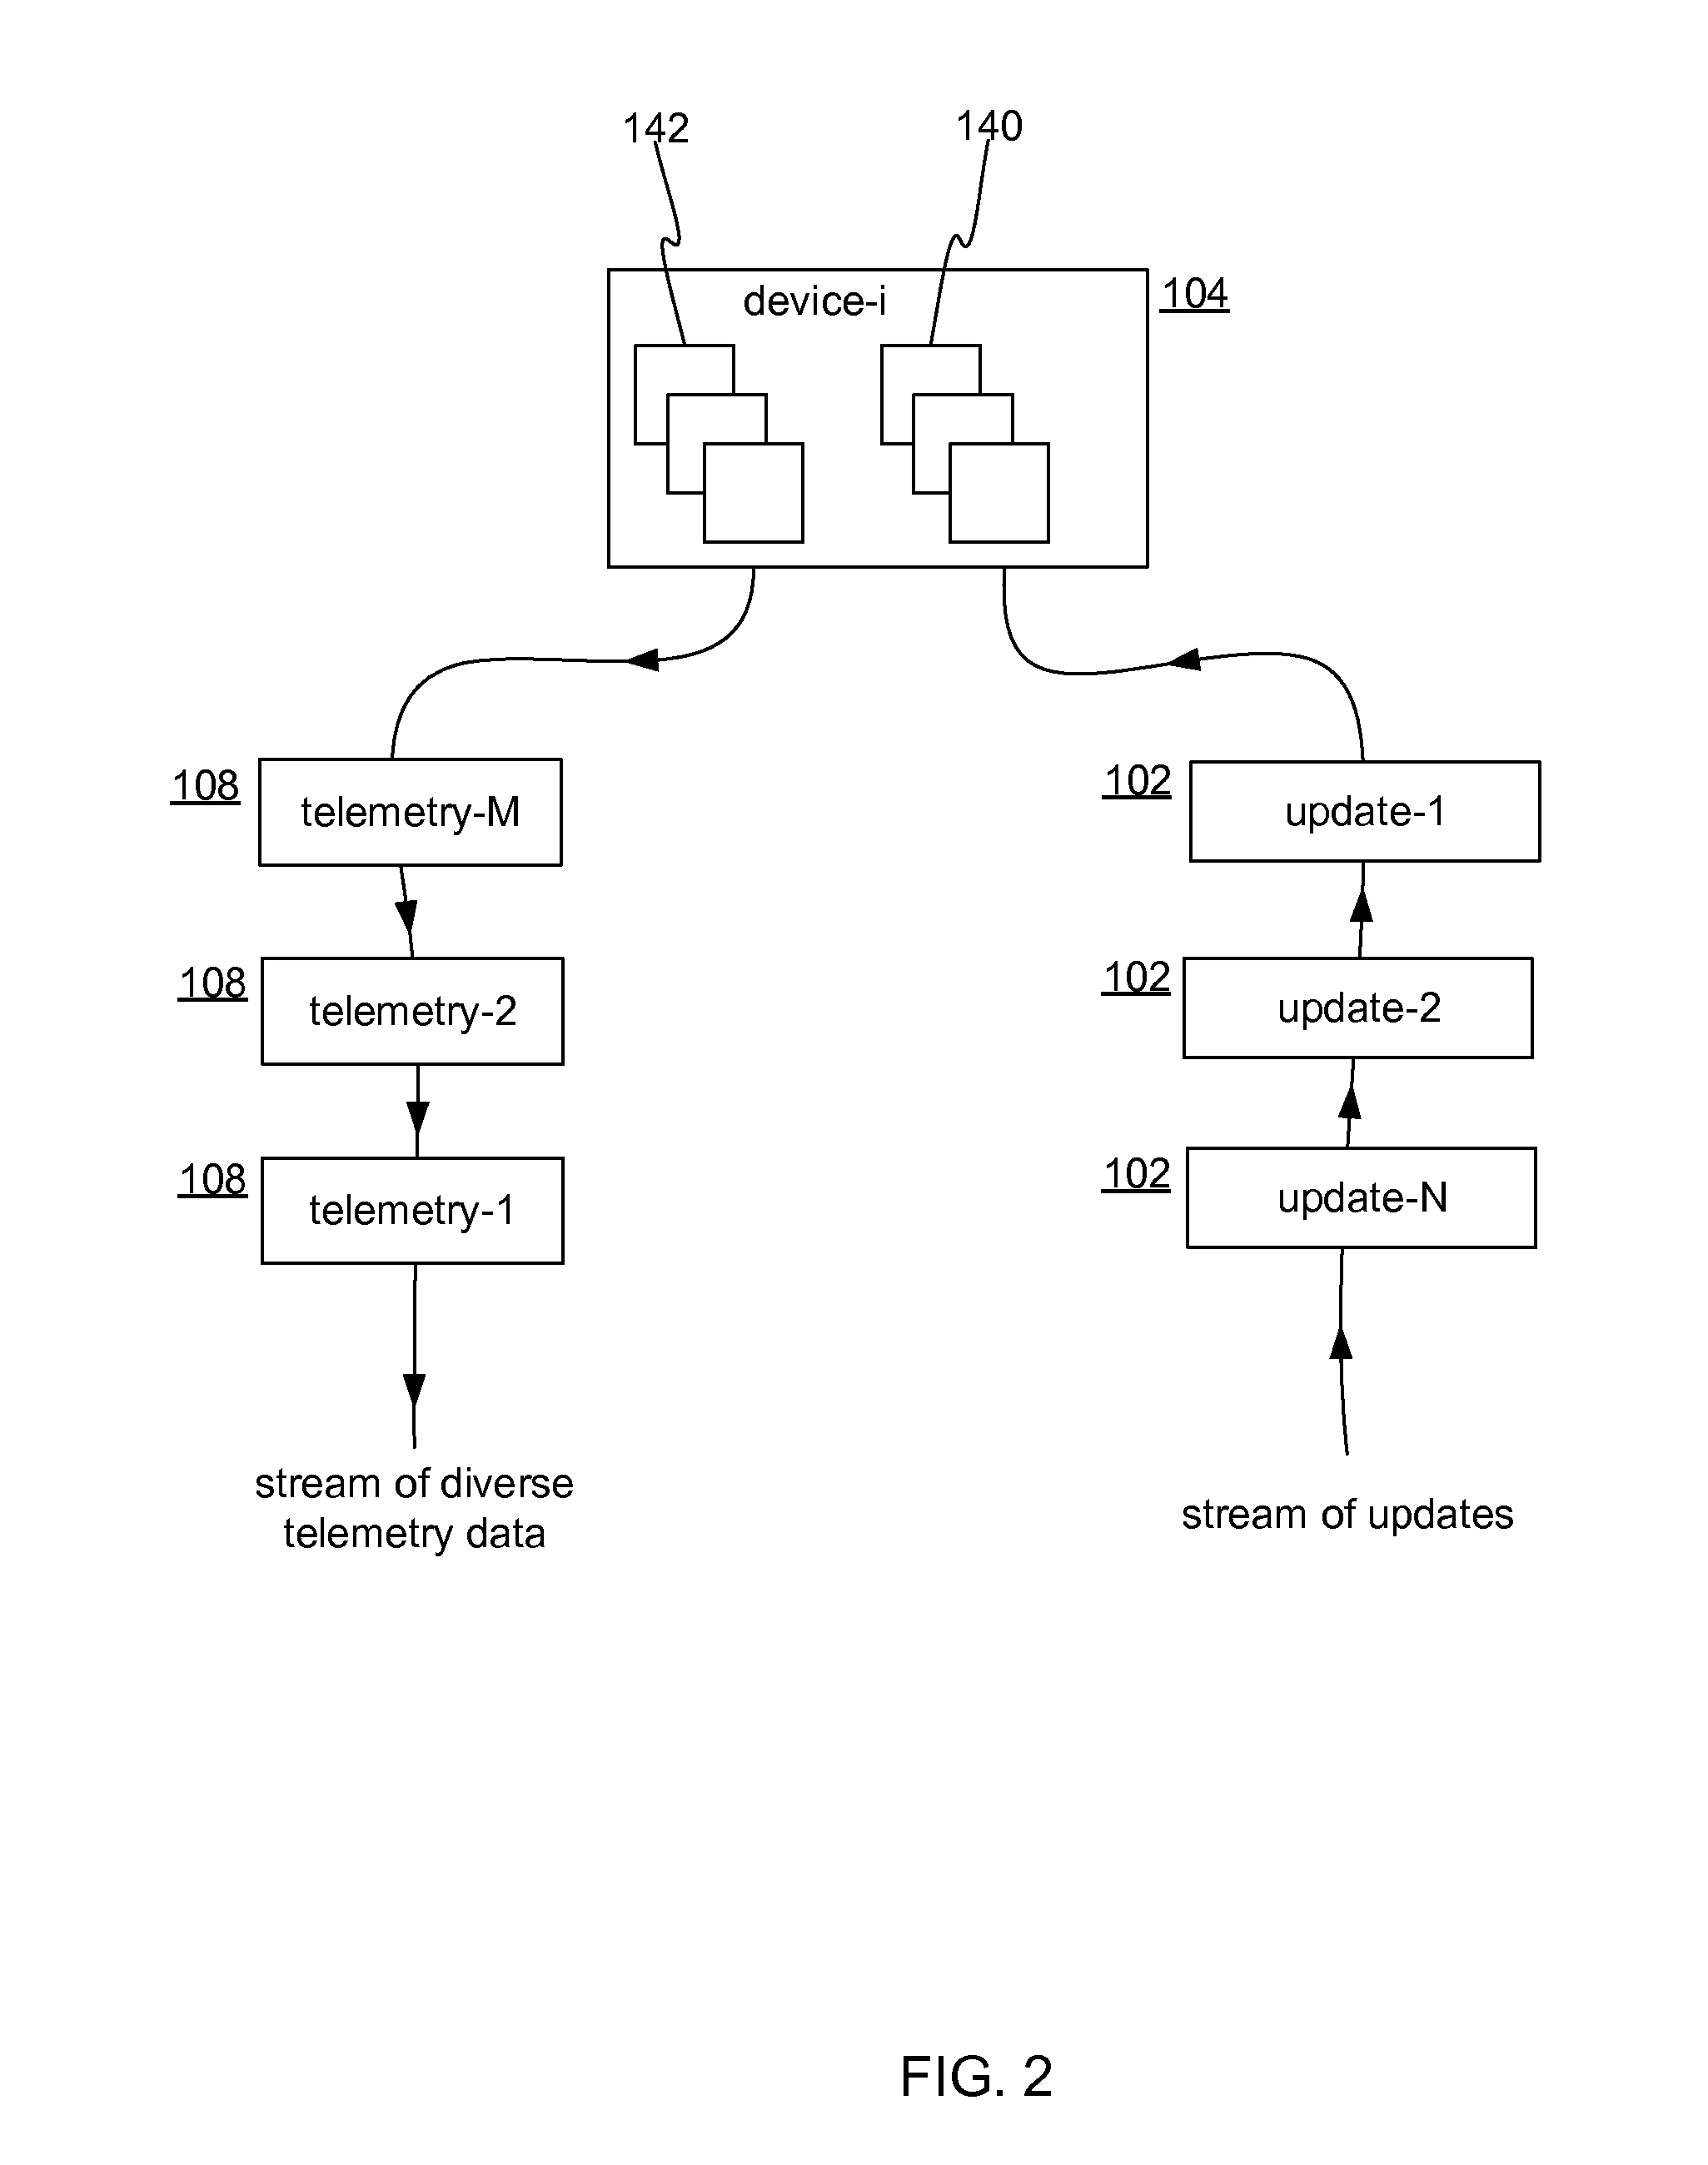 142
140
device-i
104
108
telemetry-M
102
update-1
108
telemetry-2
102
update-2
108
telemetry-1
102
update-N
stream of diverse
telemetry data
stream of updates
FIG. 2